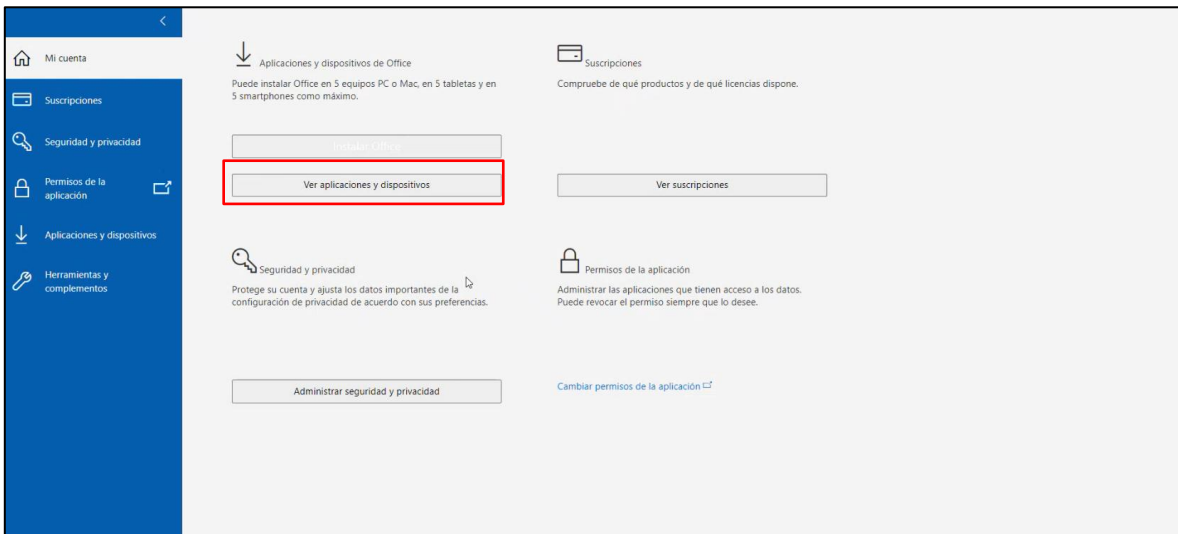 <
Mi cuenta
Suscripciones
Seguridad y privacidad
Permisos de la
aplicación
Aplicaciones y dispositivos
Herramientas y
complementos
Aplicaciones y dispositivos de Office
Puede instalar Office en 5 equipos PC o Mac, en 5 tabletas y en
5 smartphones como máximo.
Instalar Office
Ver aplicaciones y dispositivos
Suscripciones
Compruebe de qué productos y de qué licencias dispone.
Ver suscripciones
Seguridad y privacidad
Protege su cuenta y ajusta los datos importantes de la
configuración de privacidad de acuerdo con sus preferencias.
Administrar seguridad y privacidad
Permisos de la aplicación
Administrar las aplicaciones que tienen acceso a los datos.
Puede revocar el permiso siempre que lo desee.
Cambiar permisos de la aplicación